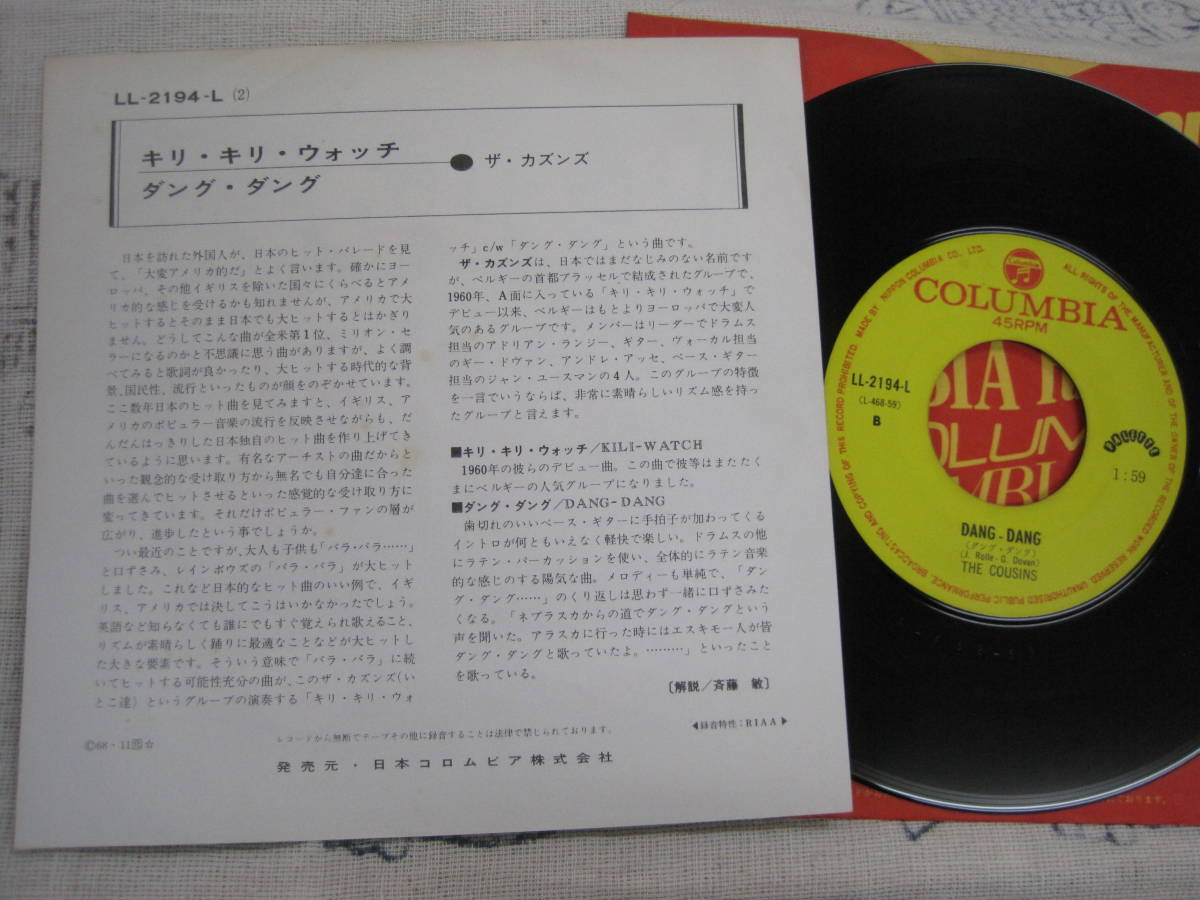 LL-2194-L (2)
キリ・キリ・ウォッチ
ダング・ダング
ザ・カズンズ
日本を訪れた外国人が、日本のヒット・パレードを見
て、「大変アメリカ的だ」とよく言います。確かにヨー
ロッパ、その他イギリスを除いた国々にくらべるとアメ
リカ的な感じを受けるかも知れませんが、アメリカで大
ヒットするとそのまま日本でも大ヒットするとはかぎり
ません。どうしてこんな曲が全米第1位、ミリオン・セ
ラーになるのかと不思議に思う曲がありますが、よく調
べてみると歌詞が良かったり、大ヒットする時代的な背
景、国民性、流行といったものが顔をのぞかせています。
ここ数年日本のヒット曲を見てみますと、イギリス、ア
メリカのポピュラー音楽の流行を反映させながらも、だ
んだんはっきりした日本独自のヒット曲を作り上げてき
ているように思います。有名なアーチストの曲だからと
いった観念的な受け取り方から無名でも自分達に合った
曲を選んでヒットさせるといった感覚的な受け取り方に
変ってきています。それだけポピュラー・ファンの層が
広がり、進歩したという事でしょうか。
つい最近のことですが、大人も子供も「バラ・バラ……」
と口ずさみ、レインボウズの「バラ・バラ」が大ヒット
しました。これなど日本的なヒット曲のいい例で、イギ
リス、アメリカでは決してこうはいかなかったでしょう。
英語など知らなくても誰にでもすぐ覚えられ歌えること、
リズムが素晴らしく踊りに最適なことなどが大ヒットし
た大きな要素です。そういう意味で「バラ・バラ」に続
いてヒットする可能性充分の曲が、このザ・カズンズ(い
とこ達)というグループの演奏する「キリ・キリ・ウォ
ッチ」c/w「ダング・ダング」という曲です。
ザ・カズンズは、日本ではまだなじみのない名前です
が、ベルギーの首都ブラッセルで結成されたグループで、
1960年、A面に入っている「キリ・キリ・ウォッチ」で
デビュー以来、ベルギーはもとよりヨーロッパで大変人
気のあるグループです。メンバーはリーダーでドラムス
担当のアドリアン・ランジー、ギター、ヴォーカル担当
のギー・ドヴァン、アンドレ・アッセ、ベース・ギター
担当のジャン・ユースマンの4人。このグループの特徴
を一言でいうならば、非常に素晴らしいリズム感を持っ
たグループと言えます。
■キリ・キリ・ウォッチ/KILI-WATCH
1960年の彼らのデビュー曲。この曲で彼等はまたたく
まにベルギーの人気グループになりました。
■ダング・ダング/DANG-DANG
歯切れのいいベース・ギターに手拍子が加わってくる
イントロが何ともいえなく軽快で楽しい。ドラムスの他
にラテン・パーカッションを使い、全体的にラテン音楽
的な感じのする陽気な曲。メロディーも単純で、「ダン
グ・ダング……」のくり返しは思わず一緒に口ずさみた
くなる。「ネブラスカからの道でダング・ダングという
声を聞いた。アラスカに行った時にはエスキモー人が皆
ダング・ダングと歌っていたよ。………」といったこと
を歌っている。
〔解説/斉藤 敏〕
◀録音特性:RIAA▶
レコードから無断でテープその他に録音することは法律で禁じられております。
Ⓒ68・11
発売元・日本コロムビア株式会社
MADE BY NIPPON COLUMBIA CO., LTD. ALL RIGHTS OF THE MANUFACTURER AND OF THE OWNER OF THE RECORDED WORK RESERVED UNAUTHORISED PUBLIC PERFORMANCE, BROADCASTING AND COPYING OF THIS RECORD PROHIBITED.
Columbia
COLUMBIA
45RPM
LL-2194-L
(L-468-59)
B
PALETTE
1:59
DANG-DANG
(ダング・ダング)
(J. Rolle-G. Dovan)
THE COUSINS